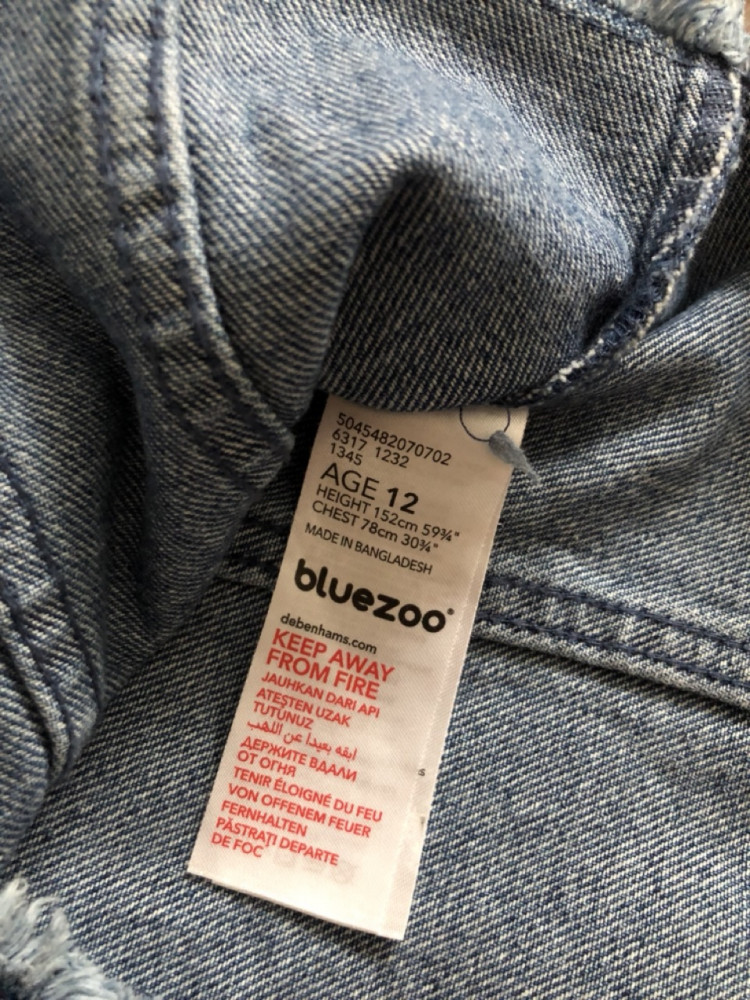 5045482070702
6317 1232
1345
AGE 12
HEIGHT 152cm 59¾"
CHEST 78cm 30¾"
MADE IN BANGLADESH
bluezoo®
debenhams.com
KEEP AWAY
FROM FIRE
JAUHKAN DARI API
ATEŞTEN UZAK
TUTUNUZ
ابقه بعيدا عن اللهب
ДЕРЖИТЕ ВДАЛИ
ОТ ОГНЯ
TENIR ÉLOIGNÉ DU FEU
VON OFFENEM FEUER
FERNHALTEN
PĂSTRAŢI DEPARTE
DE FOC